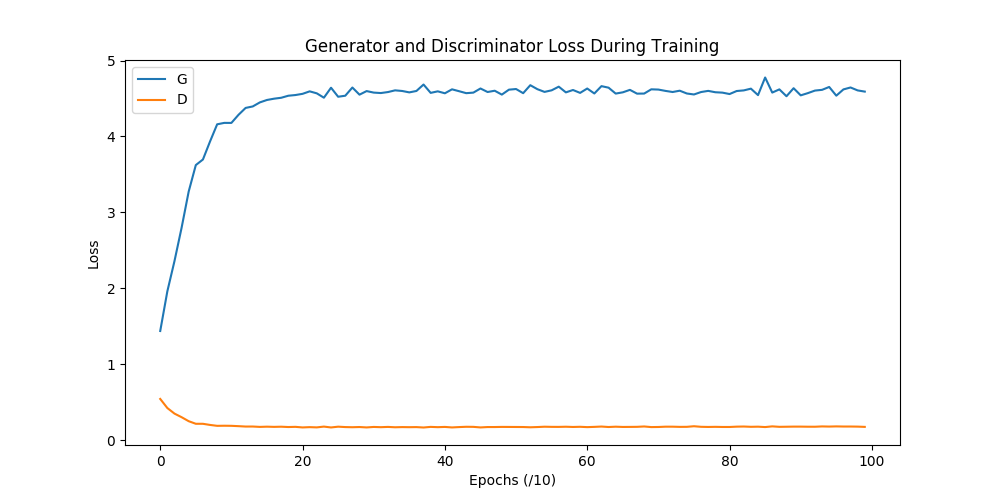 Generator and Discriminator Loss During Training
G
D
Loss
5
4
3
2
1
0
0 20 40 60 80 100
Epochs (/10)